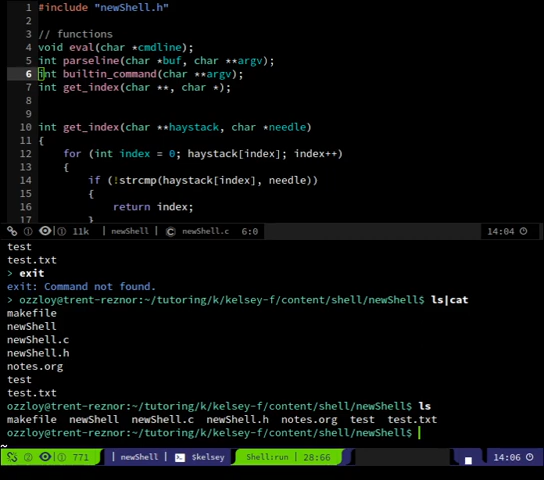 1 #include "newShell.h"
2
3 // functions
4 void eval(char *cmdline);
5 int parseline(char *buf, char **argv);
6 int builtin_command(char **argv);
7 int get_index(char **, char *);
8
9
10 int get_index(char **haystack, char *needle)
11 {
12 for (int index = 0; haystack[index]; index++)
13 {
14 if (!strcmp(haystack[index], needle))
15 {
16 return index;
17 }
① 11k | newShell | C newShell.c 6:0 14:04
test
test.txt
> exit
exit: Command not found.
> ozzloy@trent-reznor:~/tutoring/k/kelsey-f/content/shell/newShell$ ls|cat
makefile
newShell
newShell.c
newShell.h
notes.org
test
test.txt
ozzloy@trent-reznor:~/tutoring/k/kelsey-f/content/shell/newShell$ ls
makefile newShell newShell.c newShell.h notes.org test test.txt
ozzloy@trent-reznor:~/tutoring/k/kelsey-f/content/shell/newShell$
~
② ① 771 | newShell $kelsey Shell:run | 28:66 14:06